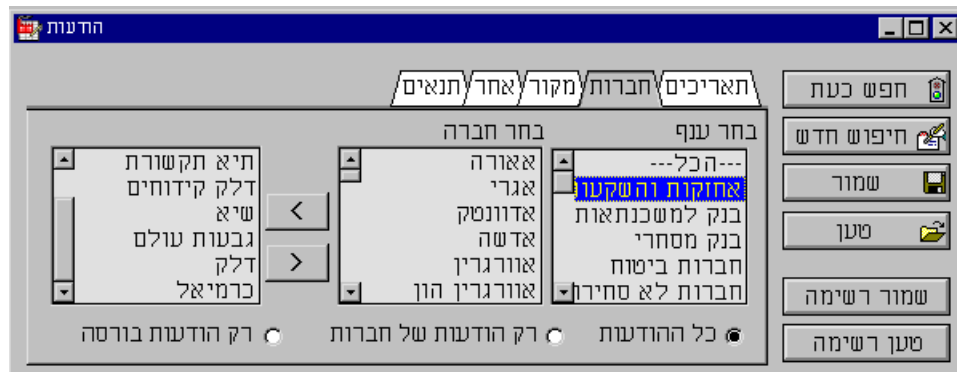 הודעות
תאריכים חברות מקור אחר תנאים
חפש כעת
חיפוש חדש
שמור
טען
שמור רשימה
טען רשימה
בחר ענף
---הכל---
אחזקות והשקעו
בנק למשכנתאות
בנק מסחרי
חברות ביטוח
חברות לא סחירו
בחר חברה
אאורה
אגרי
אדוונטק
אדשה
אוורגרין
אוורגרין הון
<
>
תיא תקשורת
דלק קידוחים
שיא
גבעות עולם
דלק
כרמיאל
כל ההודעות
רק הודעות של חברות
רק הודעות בורסה